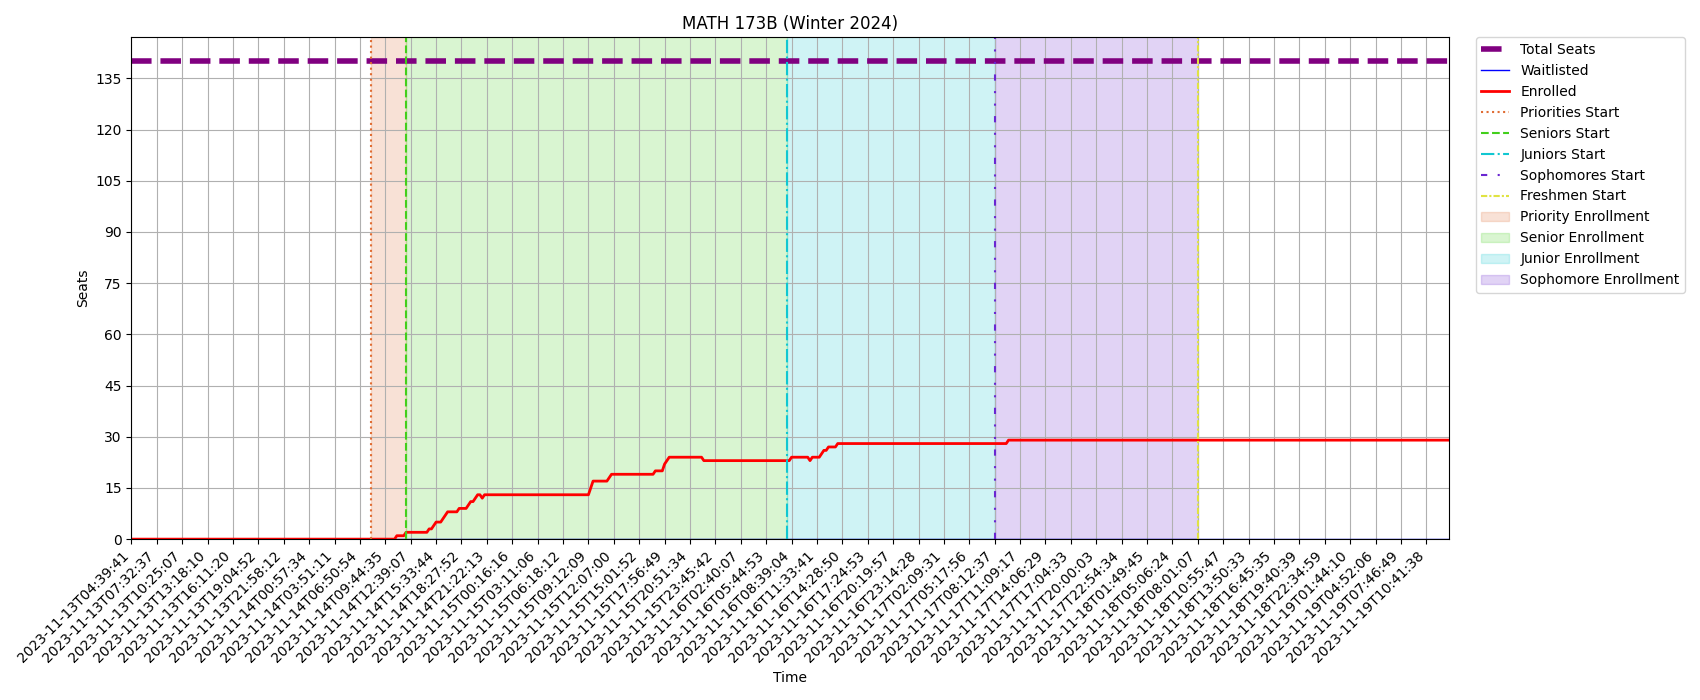 MATH 173B (Winter 2024)
Seats
135
120
105
90
75
60
45
30
15
0
2023-11-13T04:39:41
2023-11-13T07:32:37
2023-11-13T10:25:07
2023-11-13T13:18:10
2023-11-13T16:11:20
2023-11-13T19:04:52
2023-11-13T21:58:12
2023-11-14T00:57:34
2023-11-14T03:51:11
2023-11-14T06:50:54
2023-11-14T09:44:35
2023-11-14T12:39:07
2023-11-14T15:33:44
2023-11-14T18:27:52
2023-11-14T21:22:13
2023-11-15T00:16:16
2023-11-15T03:11:06
2023-11-15T06:18:12
2023-11-15T09:12:09
2023-11-15T12:07:00
2023-11-15T15:01:52
2023-11-15T17:56:49
2023-11-15T20:51:34
2023-11-15T23:45:42
2023-11-16T02:40:07
2023-11-16T05:44:53
2023-11-16T08:39:04
2023-11-16T11:33:41
2023-11-16T14:28:50
2023-11-16T17:24:53
2023-11-16T20:19:57
2023-11-16T23:14:28
2023-11-17T02:09:31
2023-11-17T05:17:56
2023-11-17T08:12:37
2023-11-17T11:09:17
2023-11-17T14:06:29
2023-11-17T17:04:33
2023-11-17T20:00:03
2023-11-17T22:54:34
2023-11-18T01:49:45
2023-11-18T05:06:24
2023-11-18T08:01:07
2023-11-18T10:55:47
2023-11-18T13:50:33
2023-11-18T16:45:35
2023-11-18T19:40:39
2023-11-18T22:34:59
2023-11-19T01:44:10
2023-11-19T04:52:06
2023-11-19T07:46:49
2023-11-19T10:41:38
Time
Total Seats
Waitlisted
Enrolled
Priorities Start
Seniors Start
Juniors Start
Sophomores Start
Freshmen Start
Priority Enrollment
Senior Enrollment
Junior Enrollment
Sophomore Enrollment